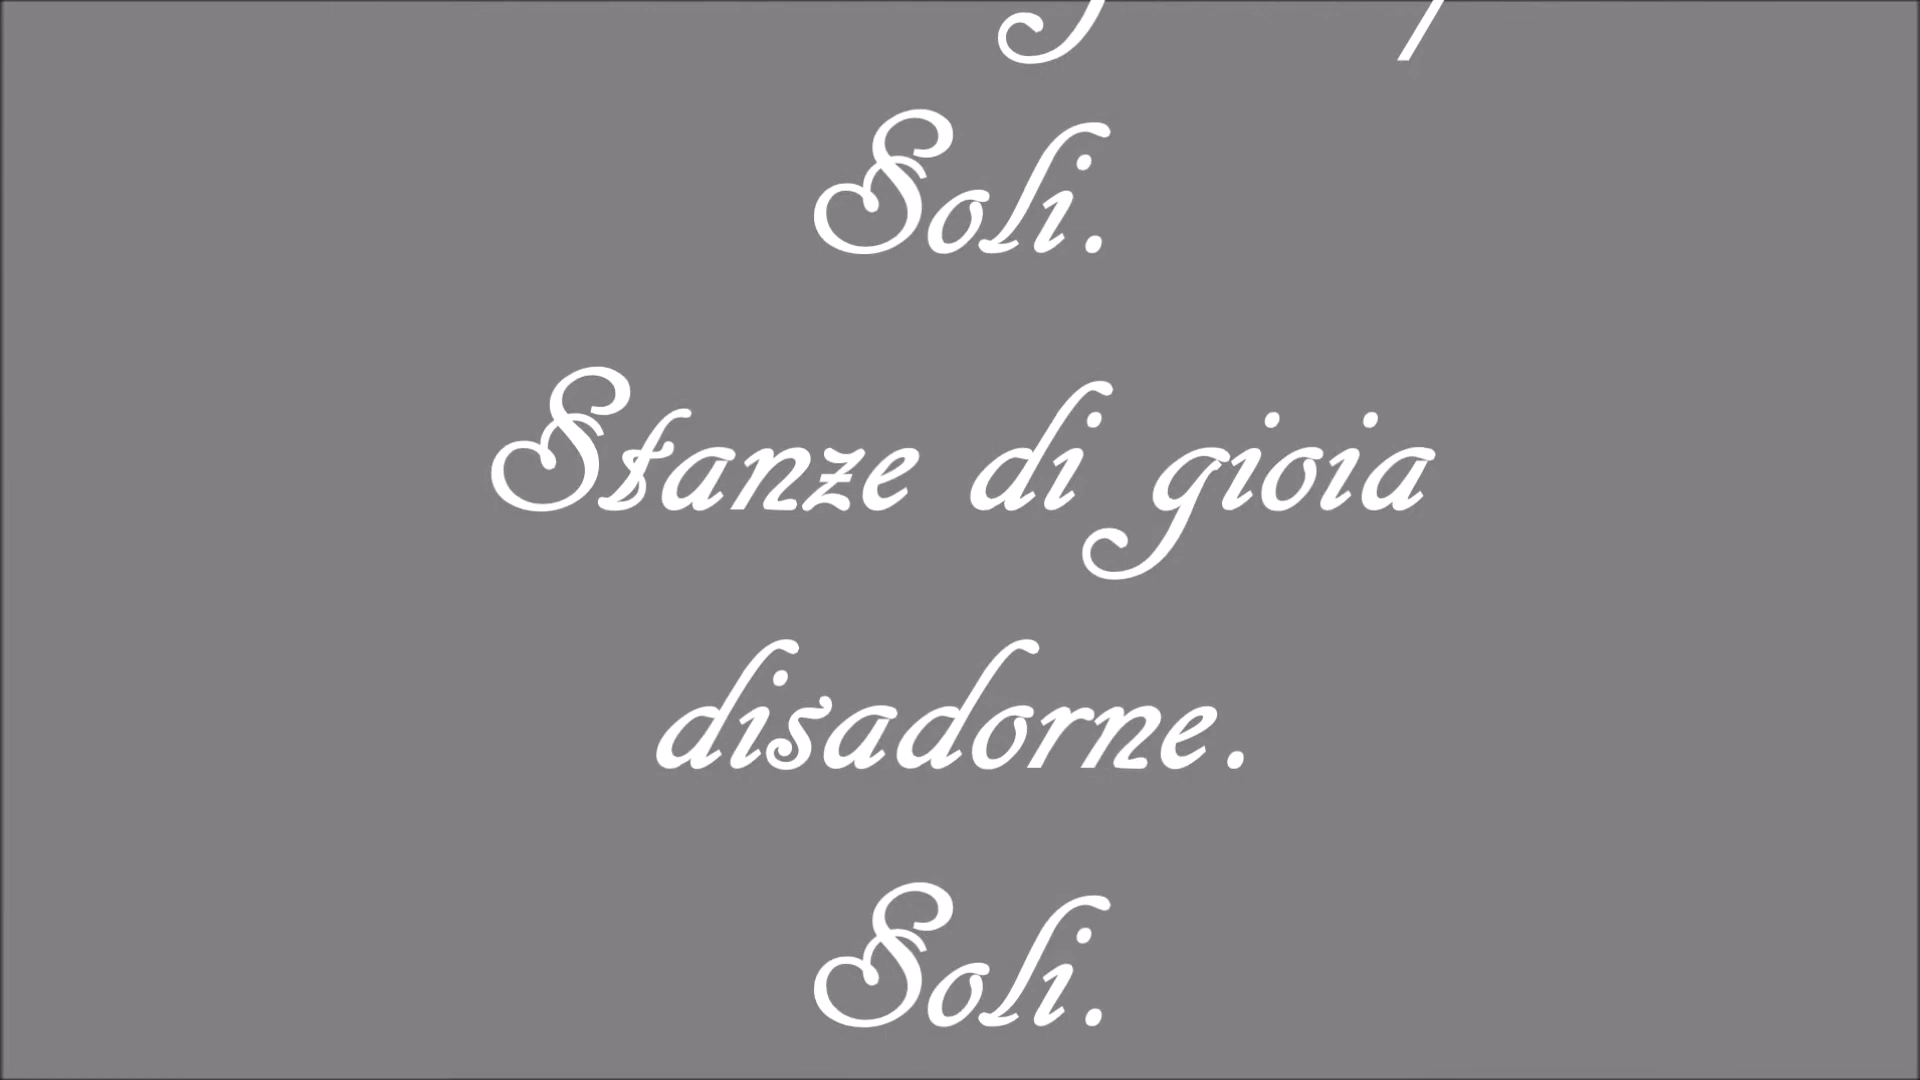 Soli.
Stanze di gioia
disadorne.
Soli.